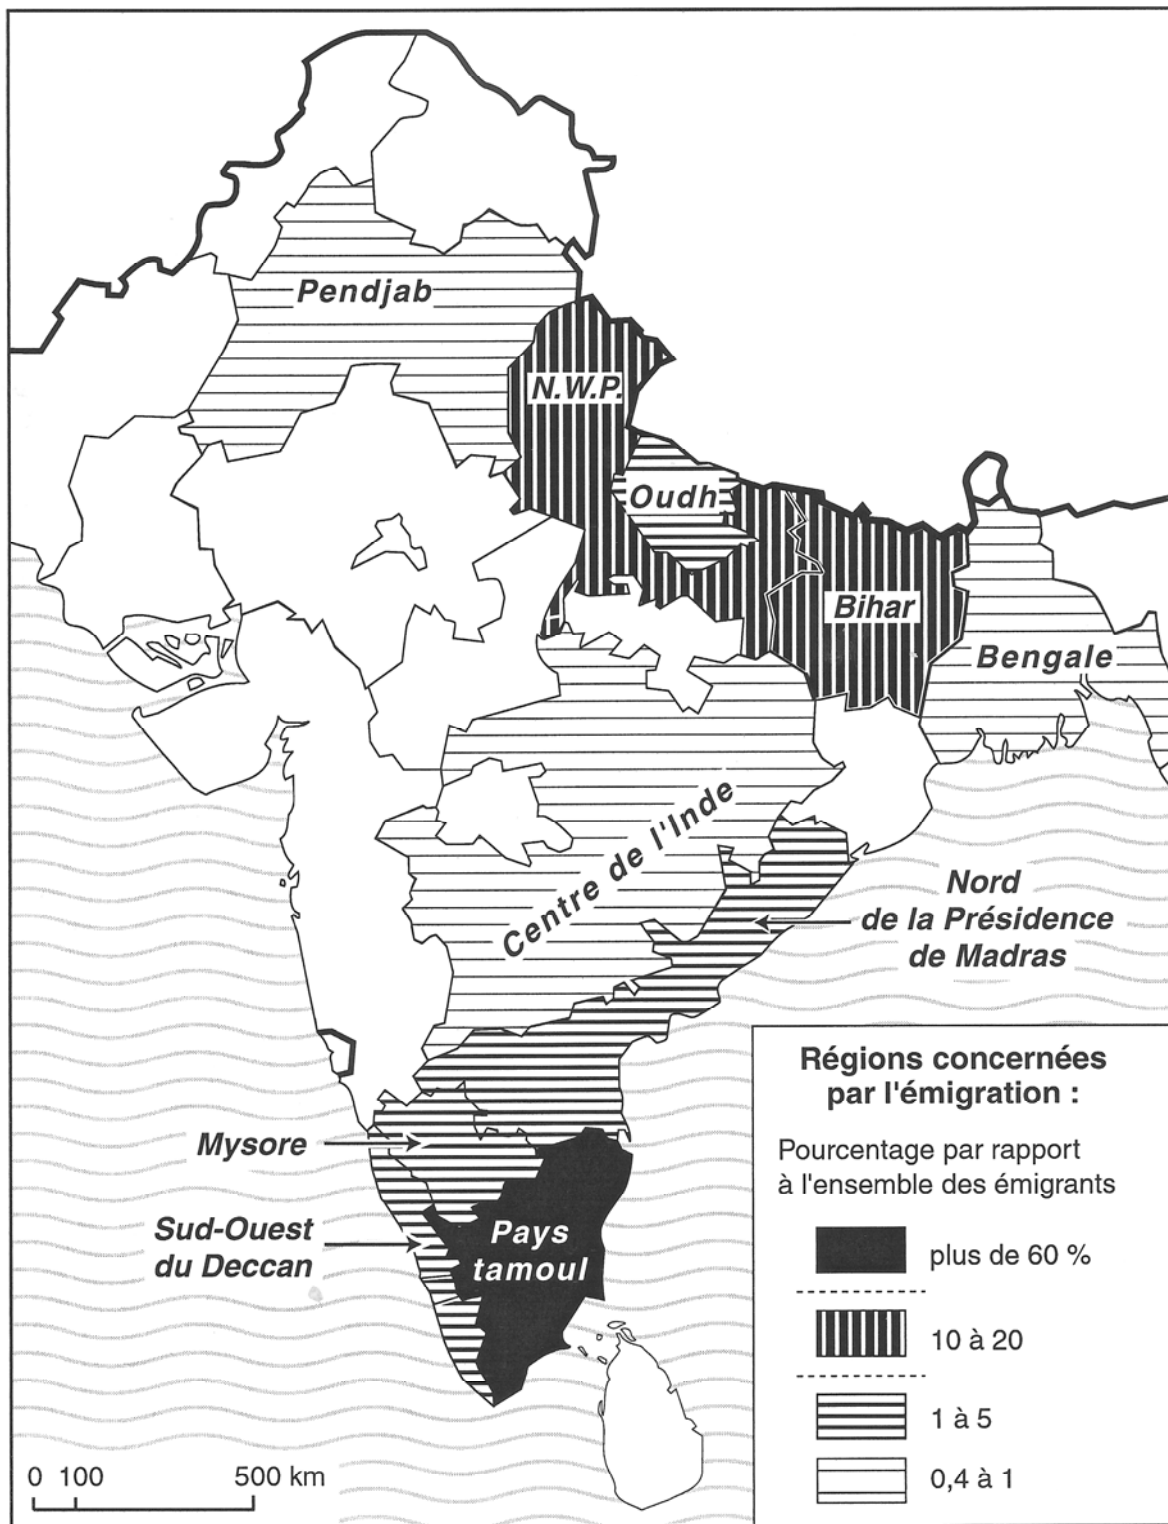 Pendjab
N.W.P.
Oudh
Bihar
Bengale
Centre de l'Inde
Nord
de la Présidence
de Madras
Mysore
Sud-Ouest
du Deccan
Pays
tamoul
Régions concernées
par l'émigration :
Pourcentage par rapport
à l'ensemble des émigrants
plus de 60 %
10 à 20
1 à 5
0,4 à 1
0 100 500 km